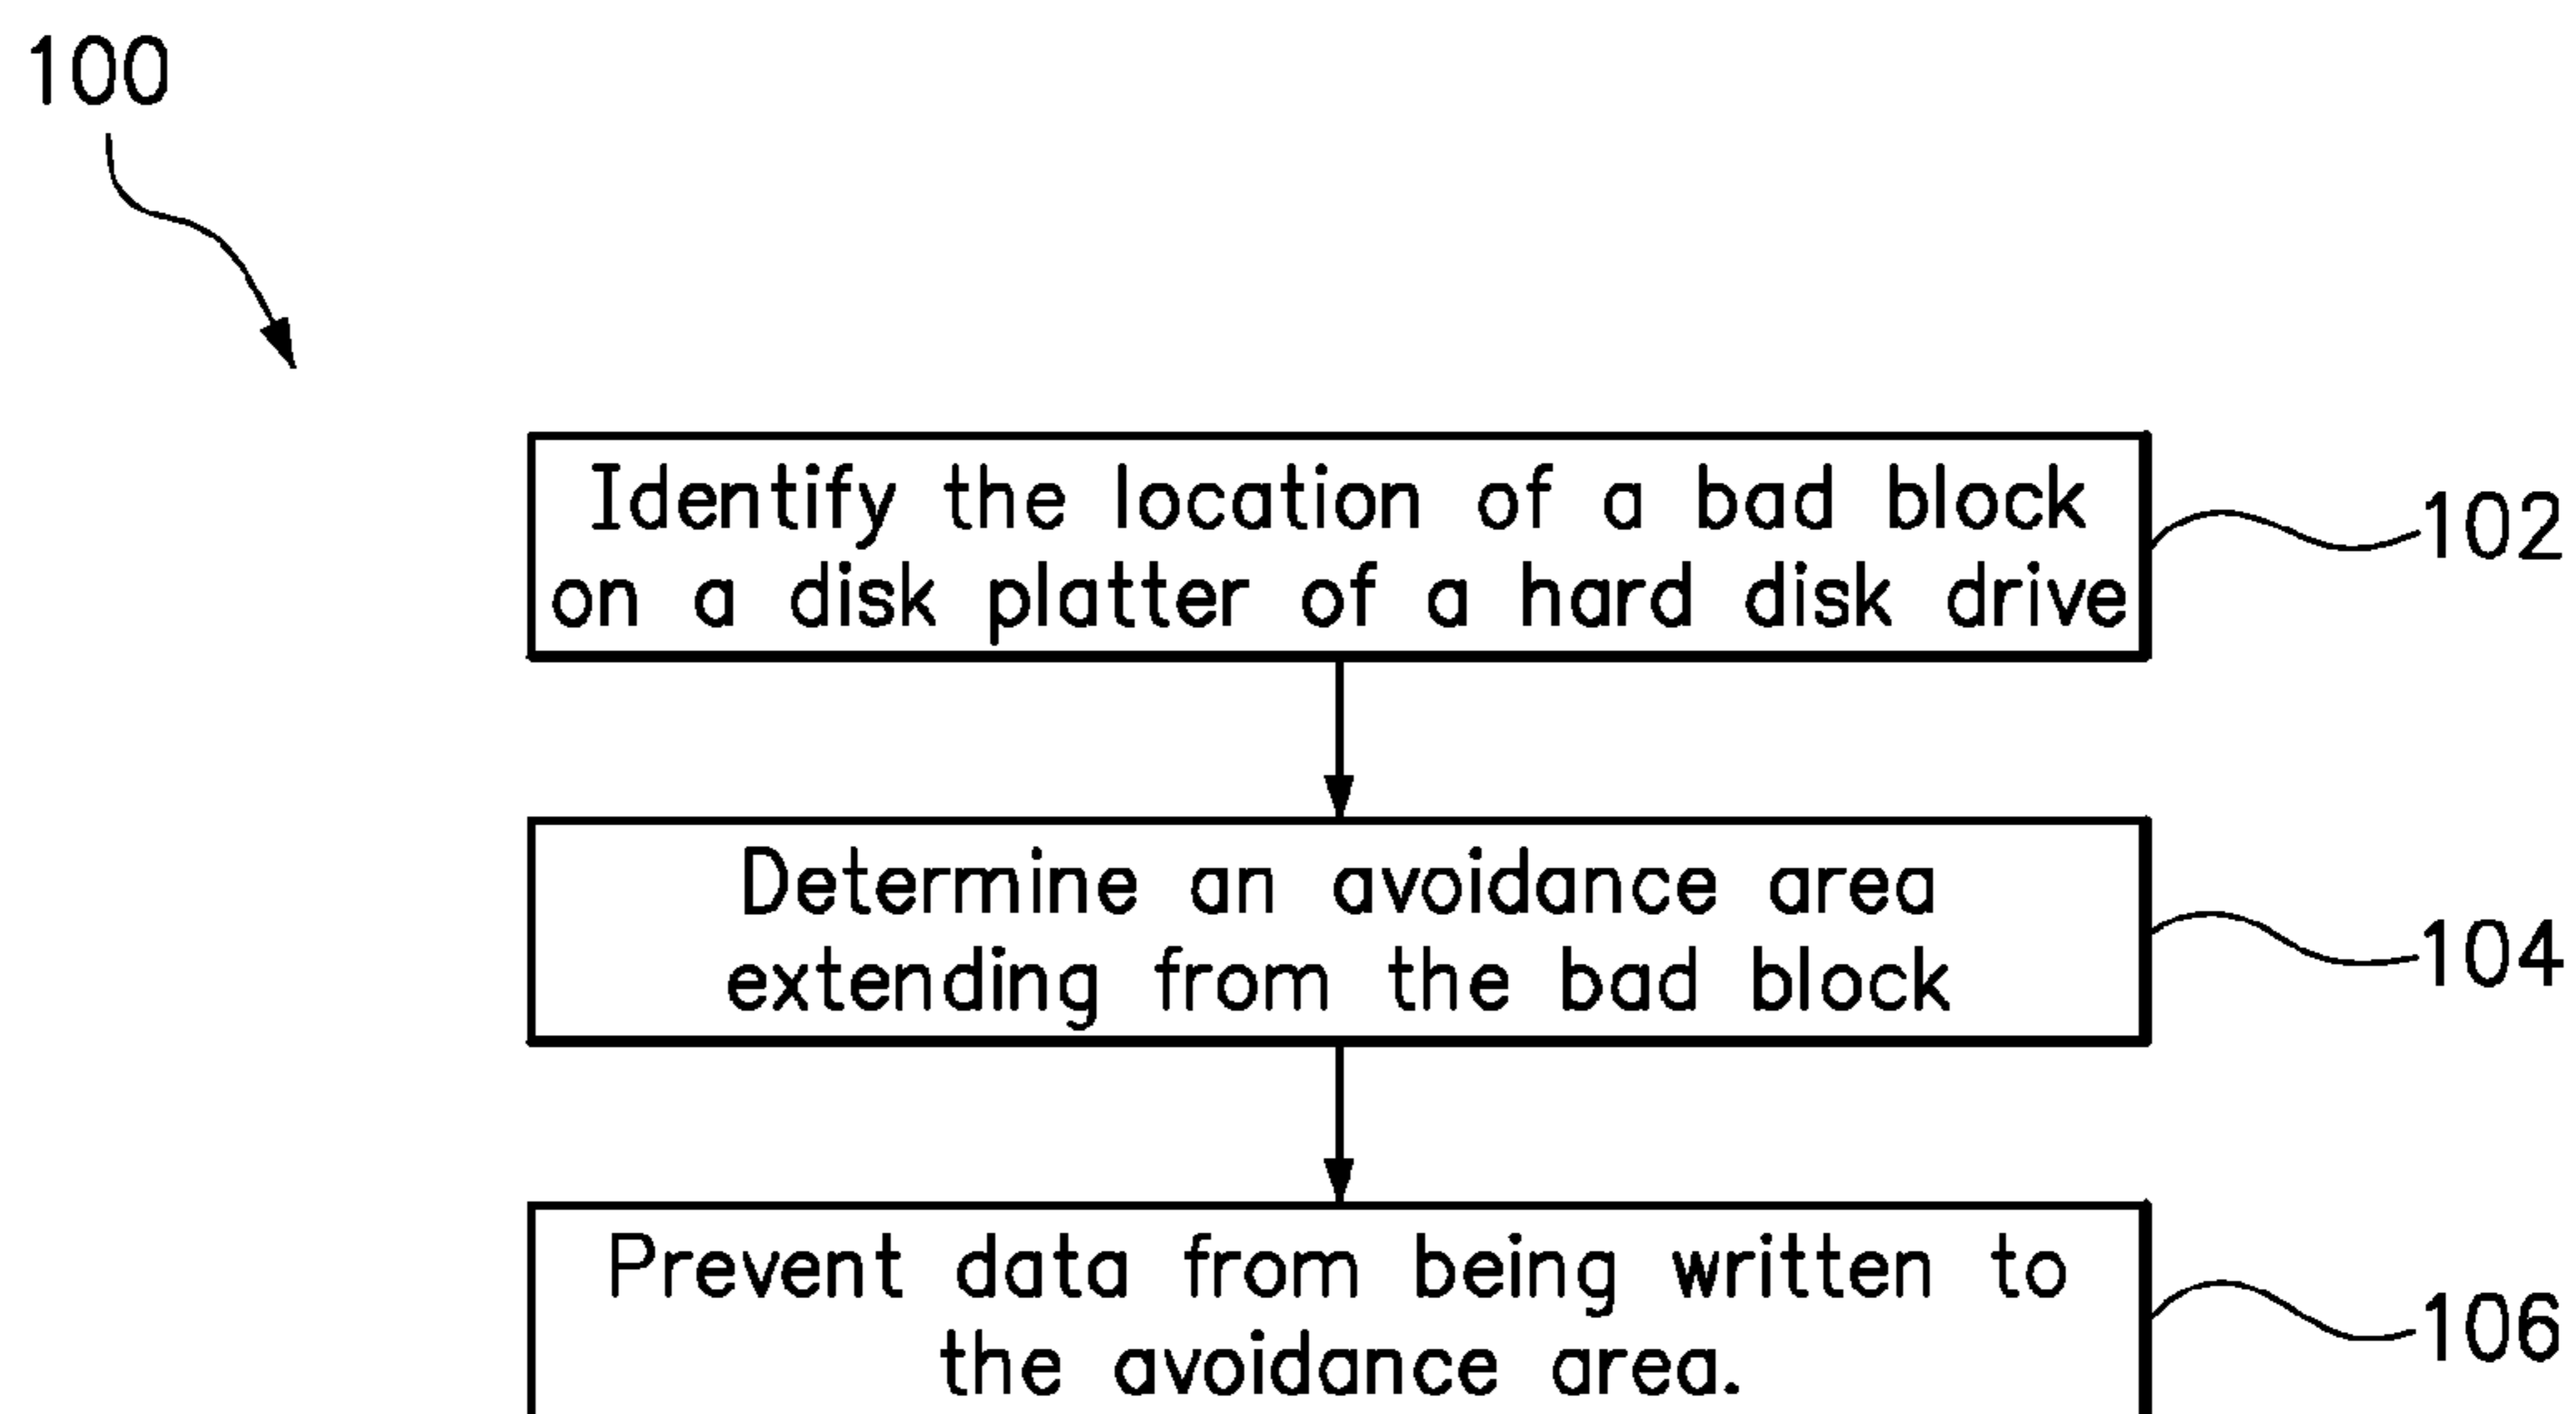 100
Identify the location of a bad block
on a disk platter of a hard disk drive
102
Determine an avoidance area
extending from the bad block
104
Prevent data from being written to
the avoidance area.
106